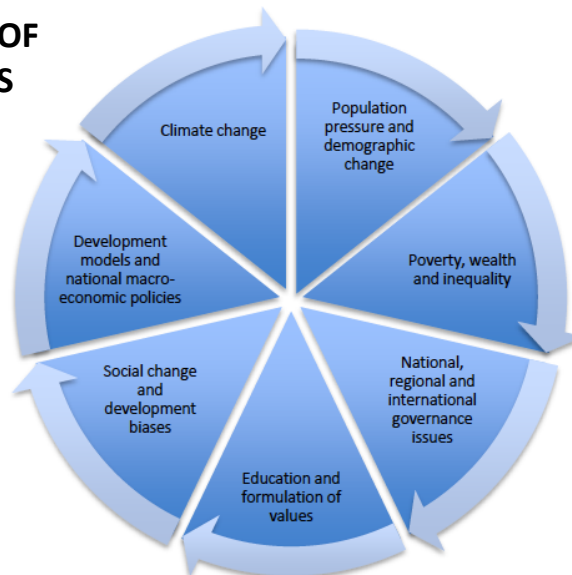 OF
S
Climate change
Population
pressure and
demographic
change
Poverty, wealth
and inequality
National,
regional and
international
governance
issues
Education and
formulation of
values
Social change
and
development
biases
Development
models and
national macro-
economic policies